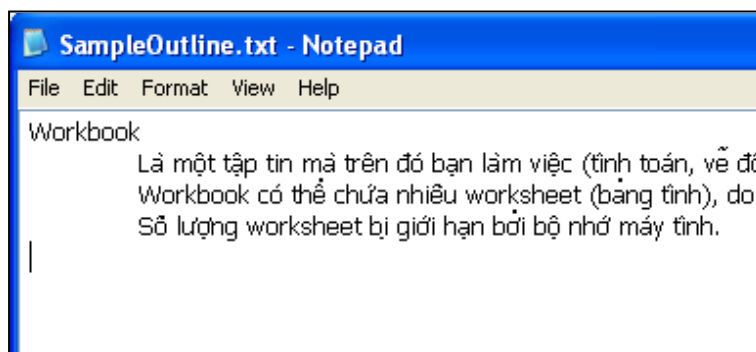 SampleOutline.txt - Notepad
File Edit Format View Help
Workbook
Là một tập tin mà trên đó bạn làm việc (tính toán, vẽ đồ
Workbook có thể chứa nhiều worksheet (bảng tính), do
Số lượng worksheet bị giới hạn bởi bộ nhớ máy tính.